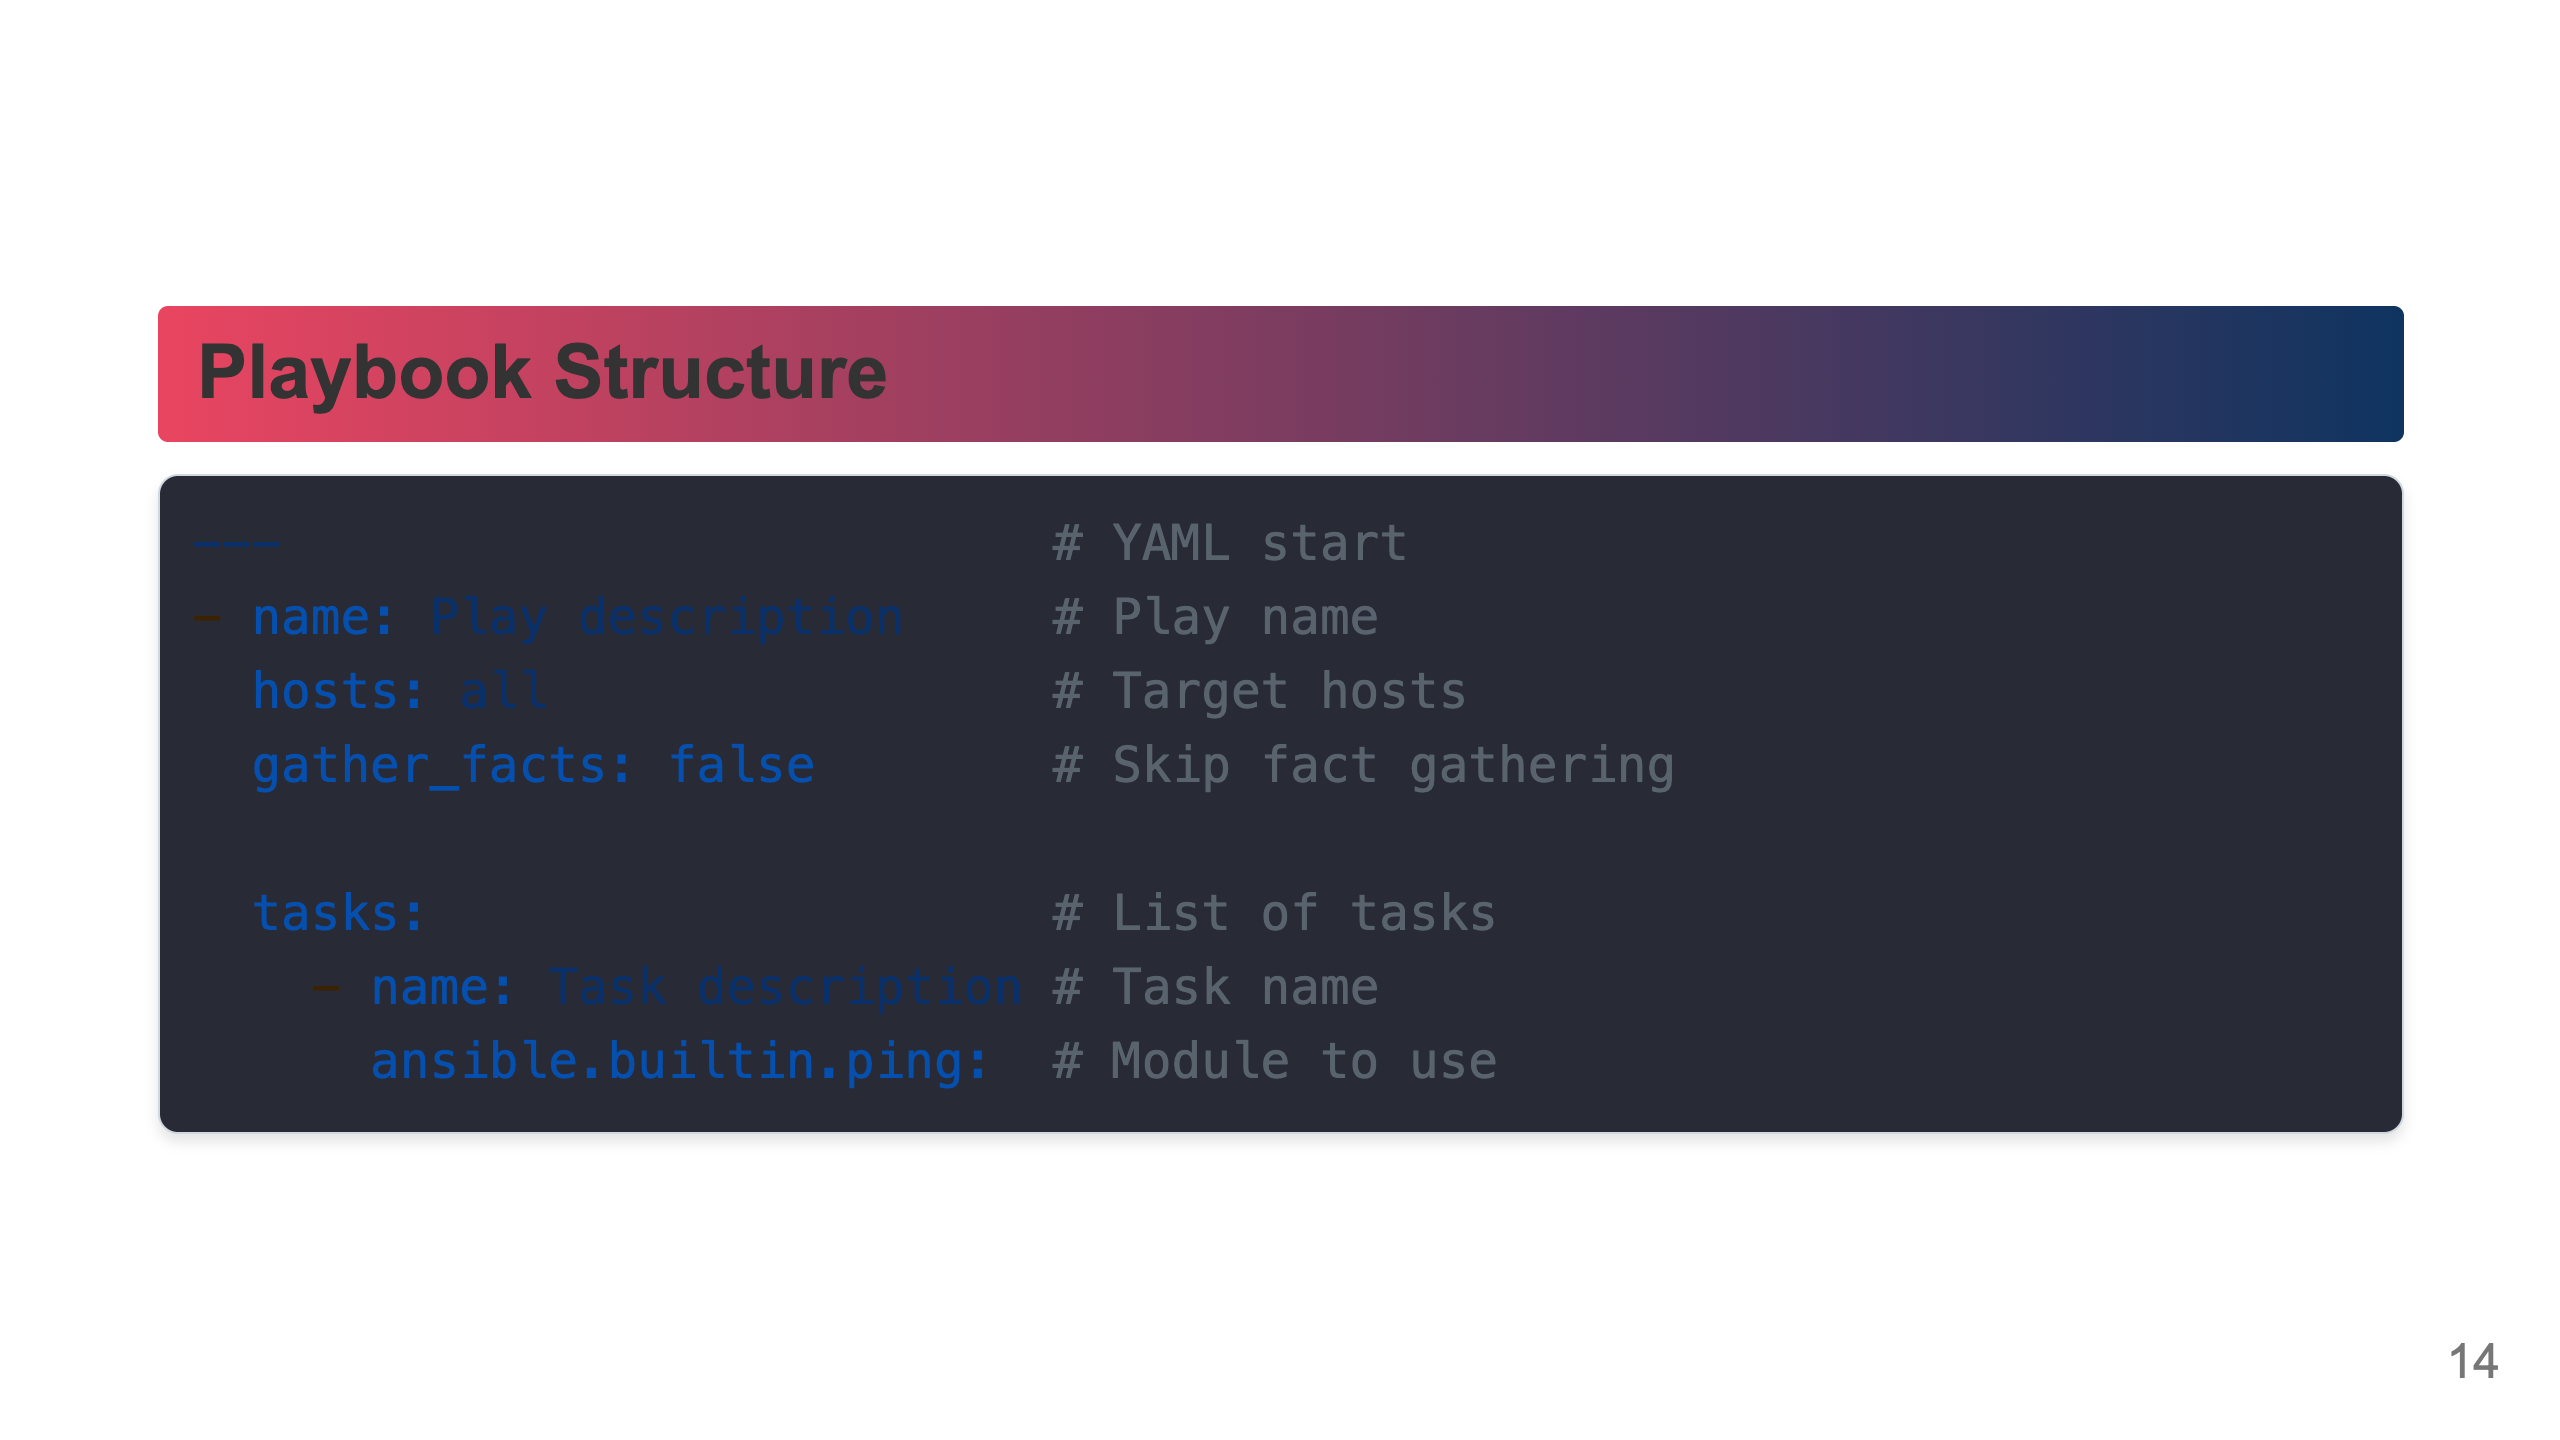 Playbook Structure
---                          # YAML start
- name: Play description     # Play name
  hosts: all                 # Target hosts
  gather_facts: false        # Skip fact gathering
  tasks:                     # List of tasks
    - name: Task description # Task name
      ansible.builtin.ping:  # Module to use
14